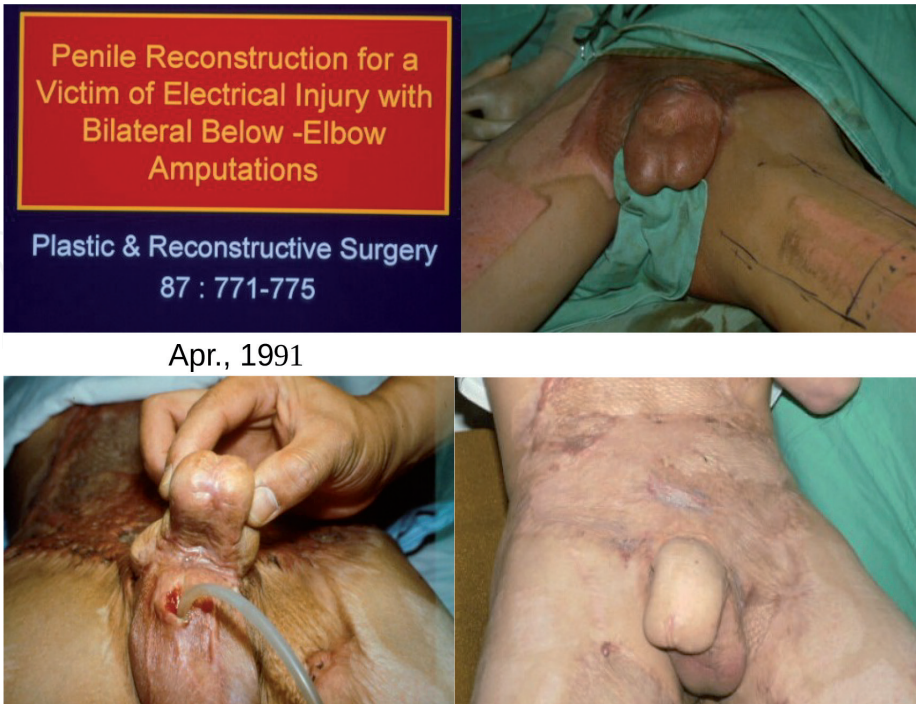 Penile Reconstruction for a
Victim of Electrical Injury with
Bilateral Below -Elbow
Amputations
Plastic & Reconstructive Surgery
87 : 771-775
Apr., 1991